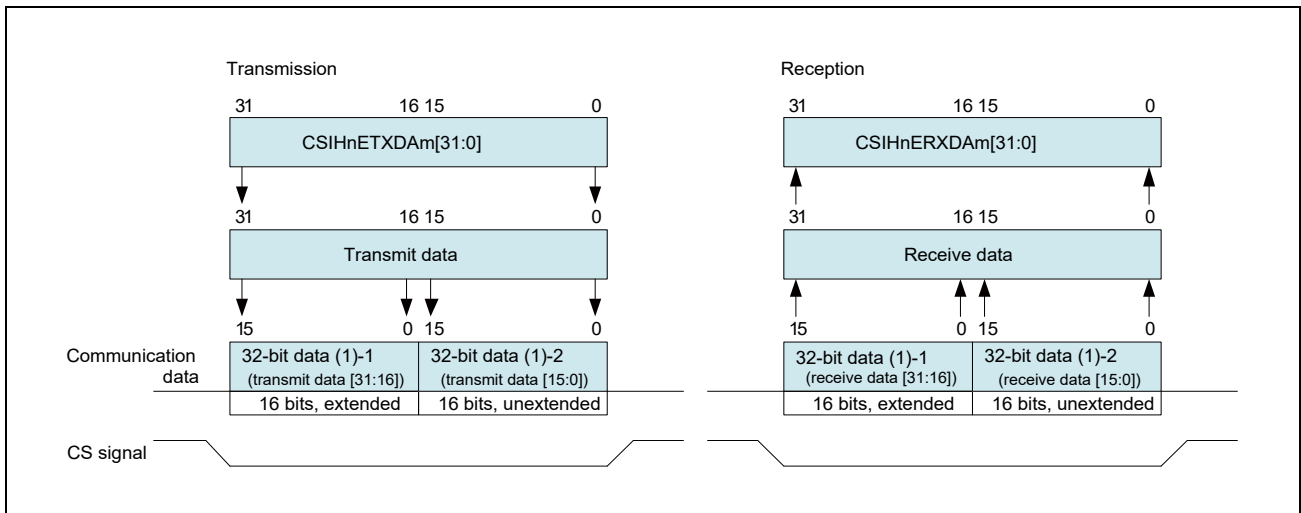 Transmission
31 16 15 0
CSIHnETXDAm[31:0]
31 16 15 0
Transmit data
15 0 15 0
Communication
data
32-bit data (1)-1
(transmit data [31:16])
32-bit data (1)-2
(transmit data [15:0])
16 bits, extended
16 bits, unextended
CS signal
Reception
31 16 15 0
CSIHnERXDAm[31:0]
31 16 15 0
Receive data
15 0 15 0
32-bit data (1)-1
(receive data [31:16])
32-bit data (1)-2
(receive data [15:0])
16 bits, extended
16 bits, unextended